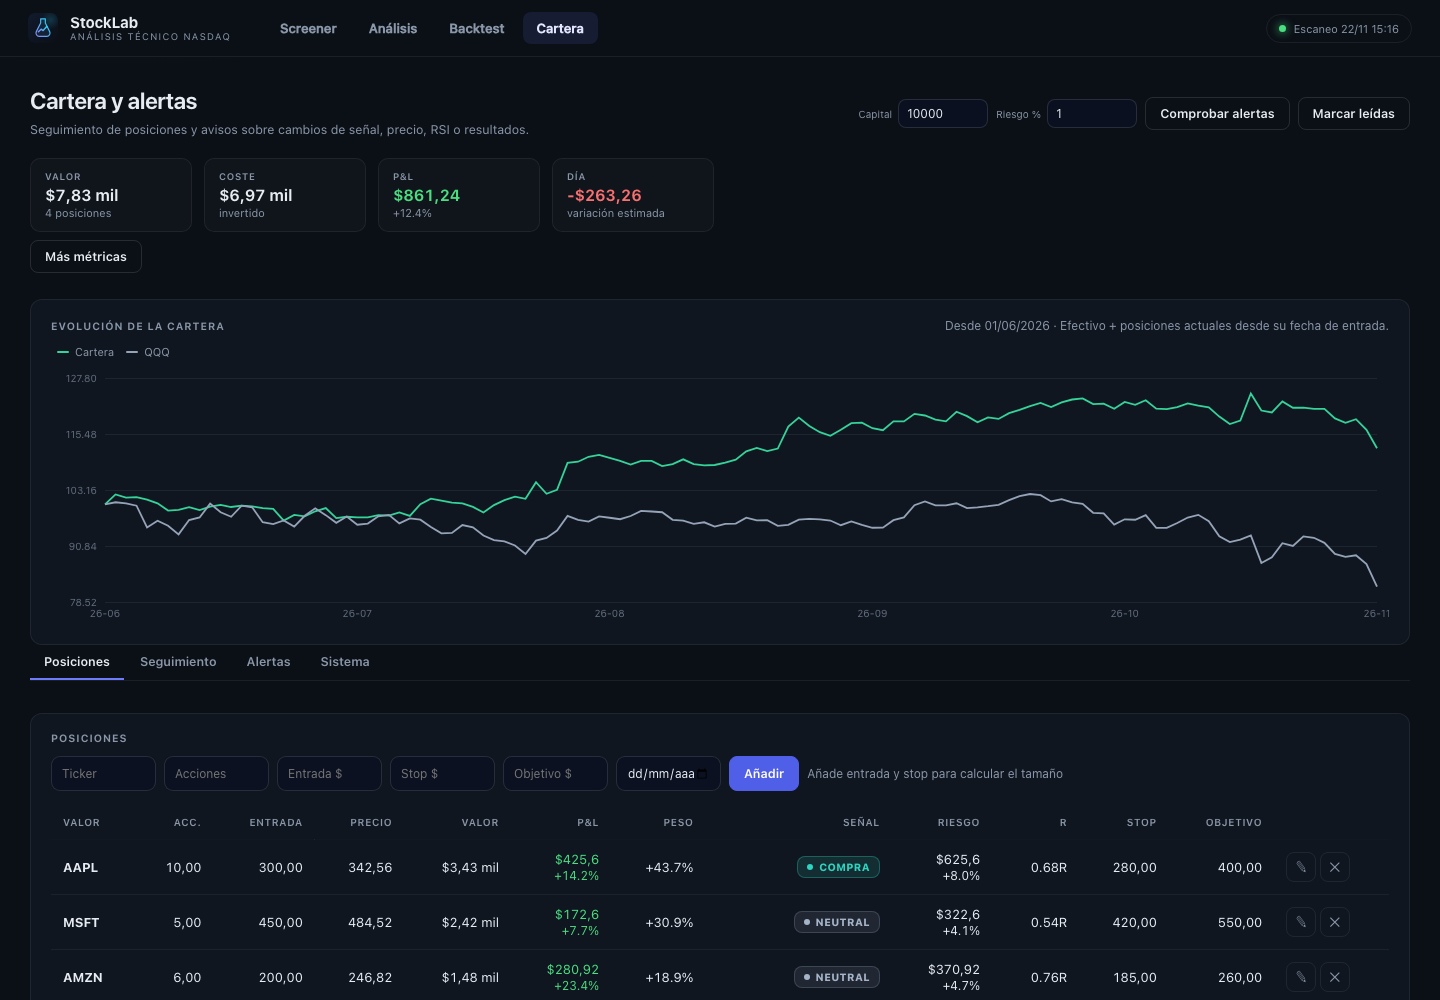 StockLab
ANÁLISIS TÉCNICO NASDAQ
Screener Análisis Backtest Cartera
Escaneo 22/11 15:16
Cartera y alertas
Seguimiento de posiciones y avisos sobre cambios de señal, precio, RSI o resultados.
Capital 10000 Riesgo % 1 Comprobar alertas Marcar leídas
VALOR
$7,83 mil
4 posiciones
COSTE
$6,97 mil
invertido
P&L
$861,24
+12.4%
DÍA
-$263,26
variación estimada
Más métricas
EVOLUCIÓN DE LA CARTERA
Desde 01/06/2026 · Efectivo + posiciones actuales desde su fecha de entrada.
Cartera QQQ
127.80
115.48
103.16
90.84
78.52
26-06 26-07 26-08 26-09 26-10 26-11
Posiciones Seguimiento Alertas Sistema
POSICIONES
Ticker Acciones Entrada $ Stop $ Objetivo $ dd/mm/aaa Añadir Añade entrada y stop para calcular el tamaño
VALOR ACC. ENTRADA PRECIO VALOR P&L PESO SEÑAL RIESGO R STOP OBJETIVO
AAPL 10,00 300,00 342,56 $3,43 mil $425,6 +14.2% +43.7% COMPRA $625,6 +8.0% 0.68R 280,00 400,00
MSFT 5,00 450,00 484,52 $2,42 mil $172,6 +7.7% +30.9% NEUTRAL $322,6 +4.1% 0.54R 420,00 550,00
AMZN 6,00 200,00 246,82 $1,48 mil $280,92 +23.4% +18.9% NEUTRAL $370,92 +4.7% 0.76R 185,00 260,00